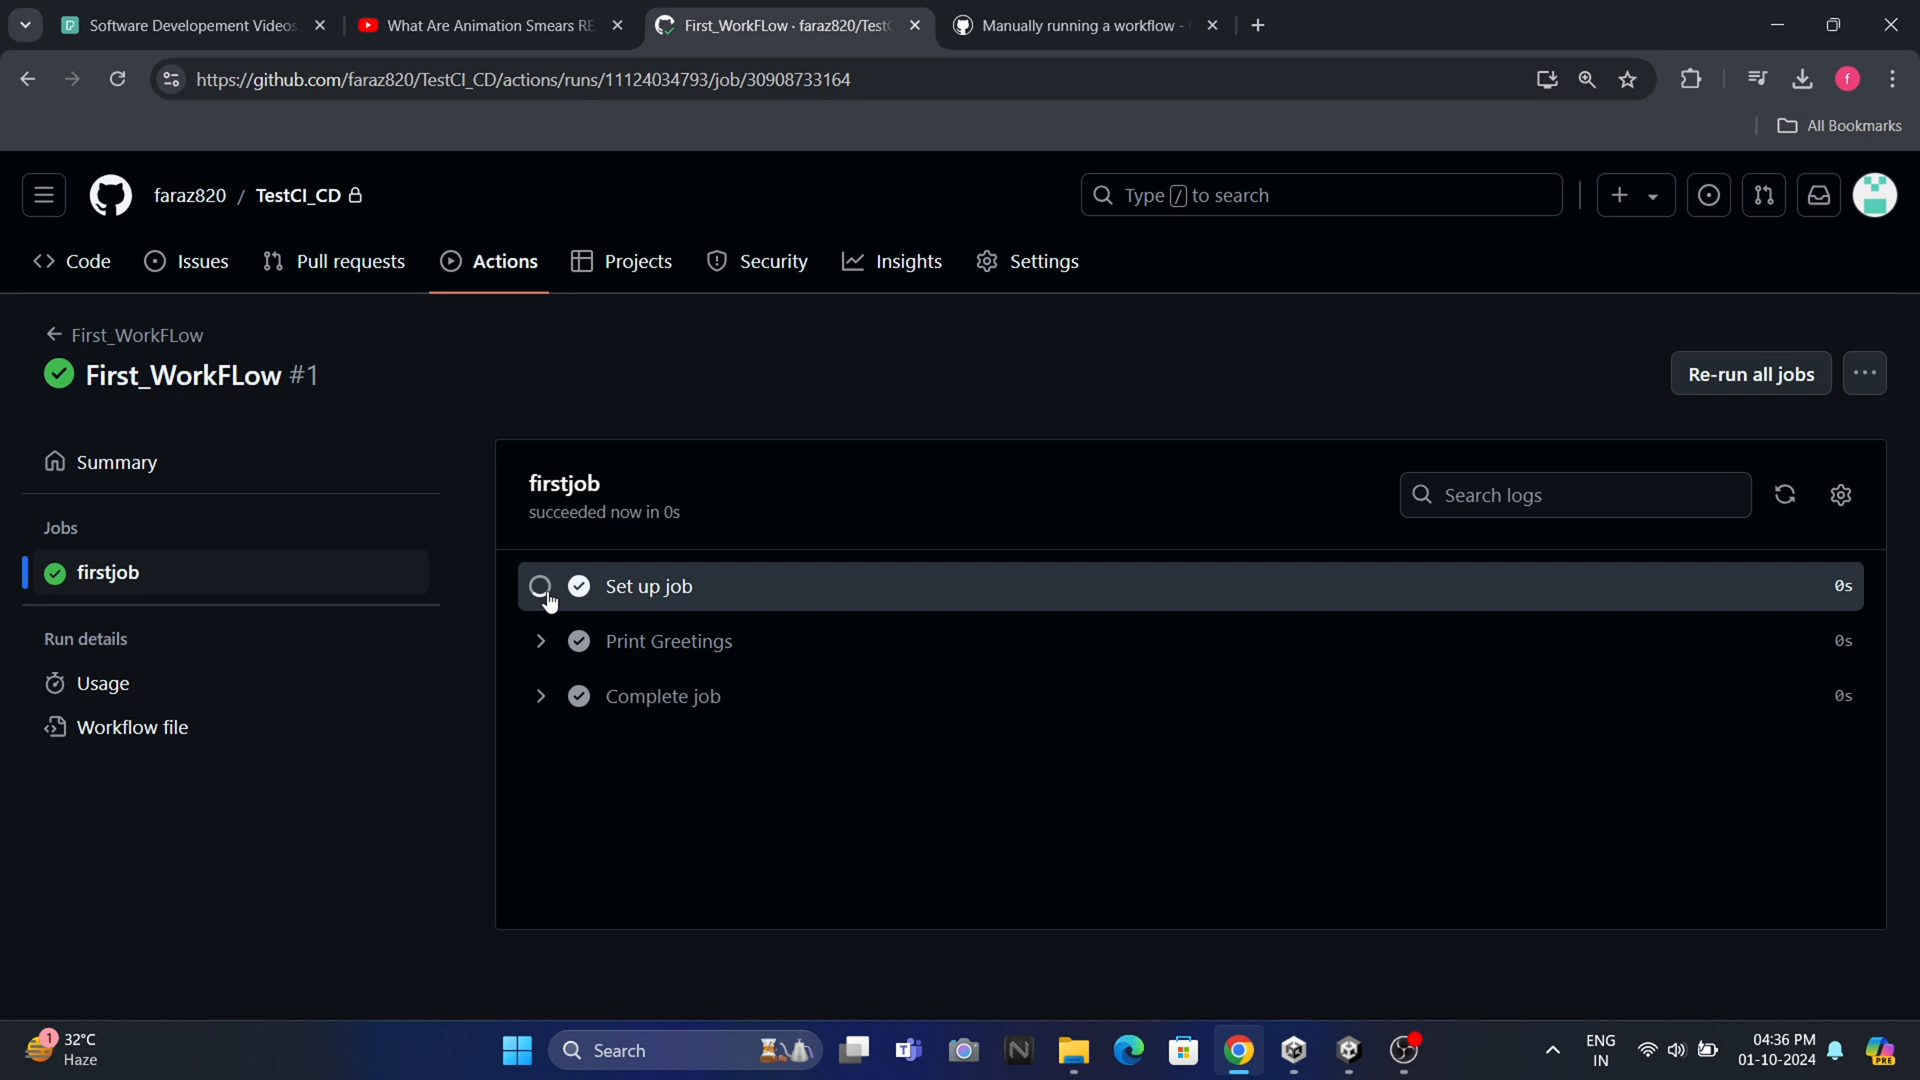 Software Developement Videos
What Are Animation Smears RE
First_WorkFLow · faraz820/Test
Manually running a workflow -
https://github.com/faraz820/TestCI_CD/actions/runs/11124034793/job/30908733164
f
All Bookmarks
faraz820 / TestCI_CD
Type / to search
Code
Issues
Pull requests
Actions
Projects
Security
Insights
Settings
First_WorkFLow
First_WorkFLow #1
Re-run all jobs
Summary
Jobs
firstjob
Run details
Usage
Workflow file
firstjob
succeeded now in 0s
Search logs
Set up job
0s
Print Greetings
0s
Complete job
0s
1
32°C
Haze
Search
ENG
IN
04:36 PM
01-10-2024
PRE